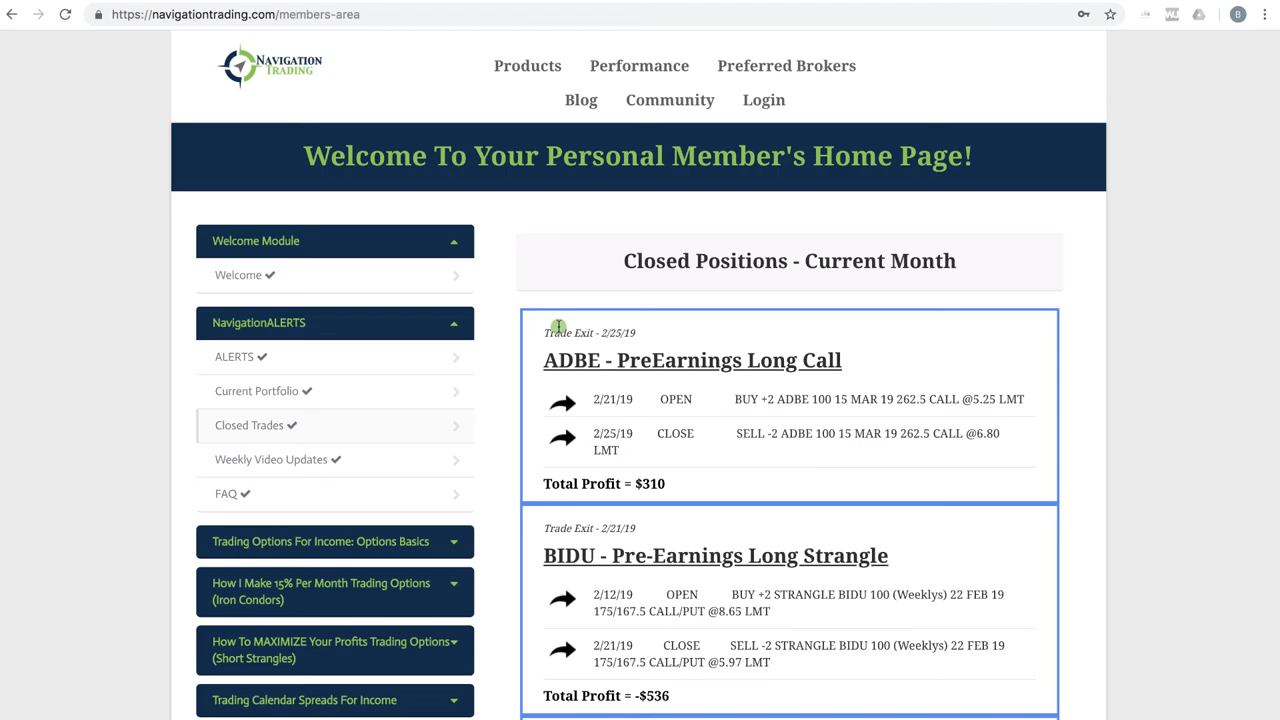 https://navigationtrading.com/members-area
B
NAVIGATION
TRADING
Products Performance Preferred Brokers
Blog Community Login
Welcome To Your Personal Member's Home Page!
Welcome Module
Welcome
NavigationALERTS
ALERTS
Current Portfolio
Closed Trades
Weekly Video Updates
FAQ
Trading Options For Income: Options Basics
How I Make 15% Per Month Trading Options
(Iron Condors)
How To MAXIMIZE Your Profits Trading Options
(Short Strangles)
Trading Calendar Spreads For Income
Closed Positions - Current Month
Trade Exit - 2/25/19
ADBE - PreEarnings Long Call
2/21/19 OPEN BUY +2 ADBE 100 15 MAR 19 262.5 CALL @5.25 LMT
2/25/19 CLOSE SELL -2 ADBE 100 15 MAR 19 262.5 CALL @6.80
LMT
Total Profit = $310
Trade Exit - 2/21/19
BIDU - Pre-Earnings Long Strangle
2/12/19 OPEN BUY +2 STRANGLE BIDU 100 (Weeklys) 22 FEB 19
175/167.5 CALL/PUT @8.65 LMT
2/21/19 CLOSE SELL -2 STRANGLE BIDU 100 (Weeklys) 22 FEB 19
175/167.5 CALL/PUT @5.97 LMT
Total Profit = -$536